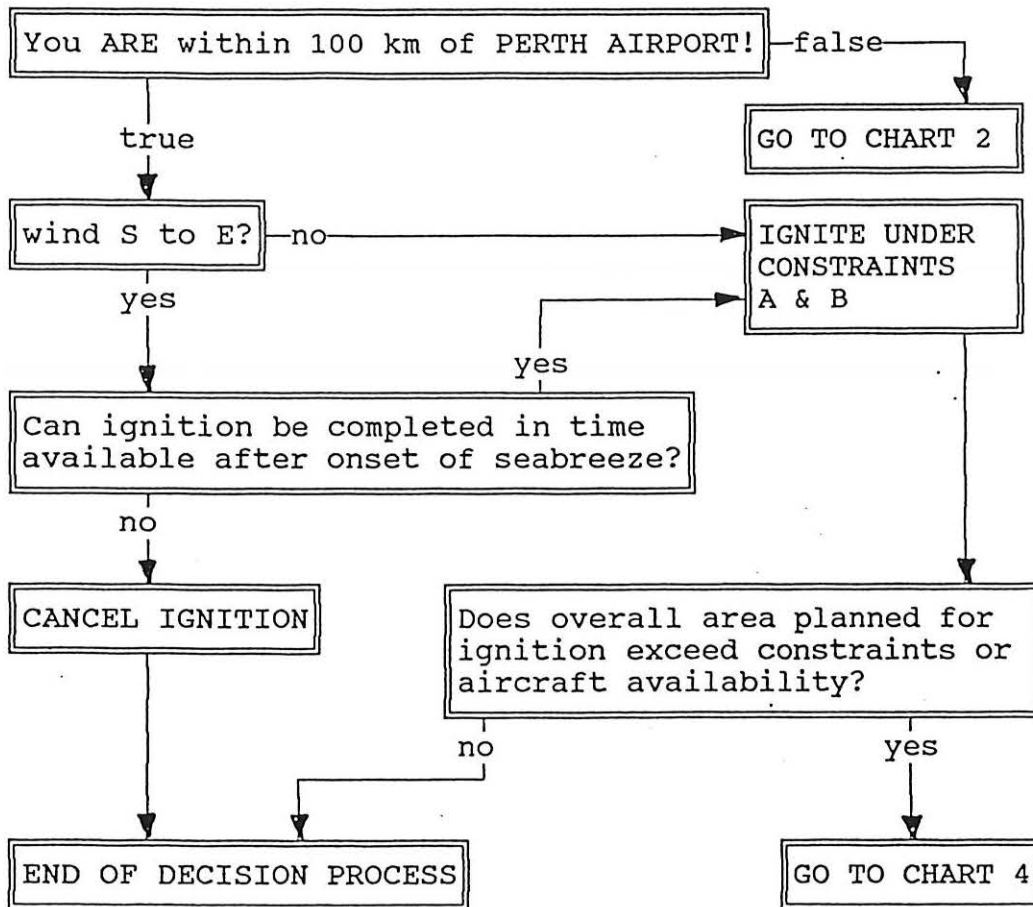 You ARE within 100 km of PERTH AIRPORT!
false
true
GO TO CHART 2
wind S to E?
no
IGNITE UNDER
CONSTRAINTS
A & B
yes
yes
Can ignition be completed in time
available after onset of seabreeze?
no
CANCEL IGNITION
Does overall area planned for
ignition exceed constraints or
aircraft availability?
no
yes
END OF DECISION PROCESS
GO TO CHART 4